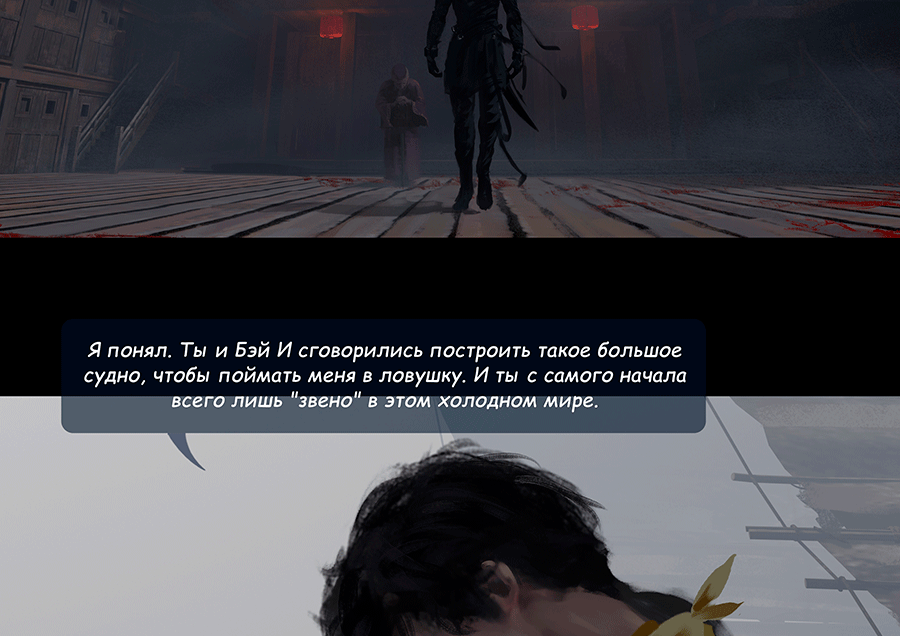 Я понял. Ты и Бэй И сговорились построить такое большое
судно, чтобы поймать меня в ловушку. И ты с самого начала
всего лишь "звено" в этом холодном мире.